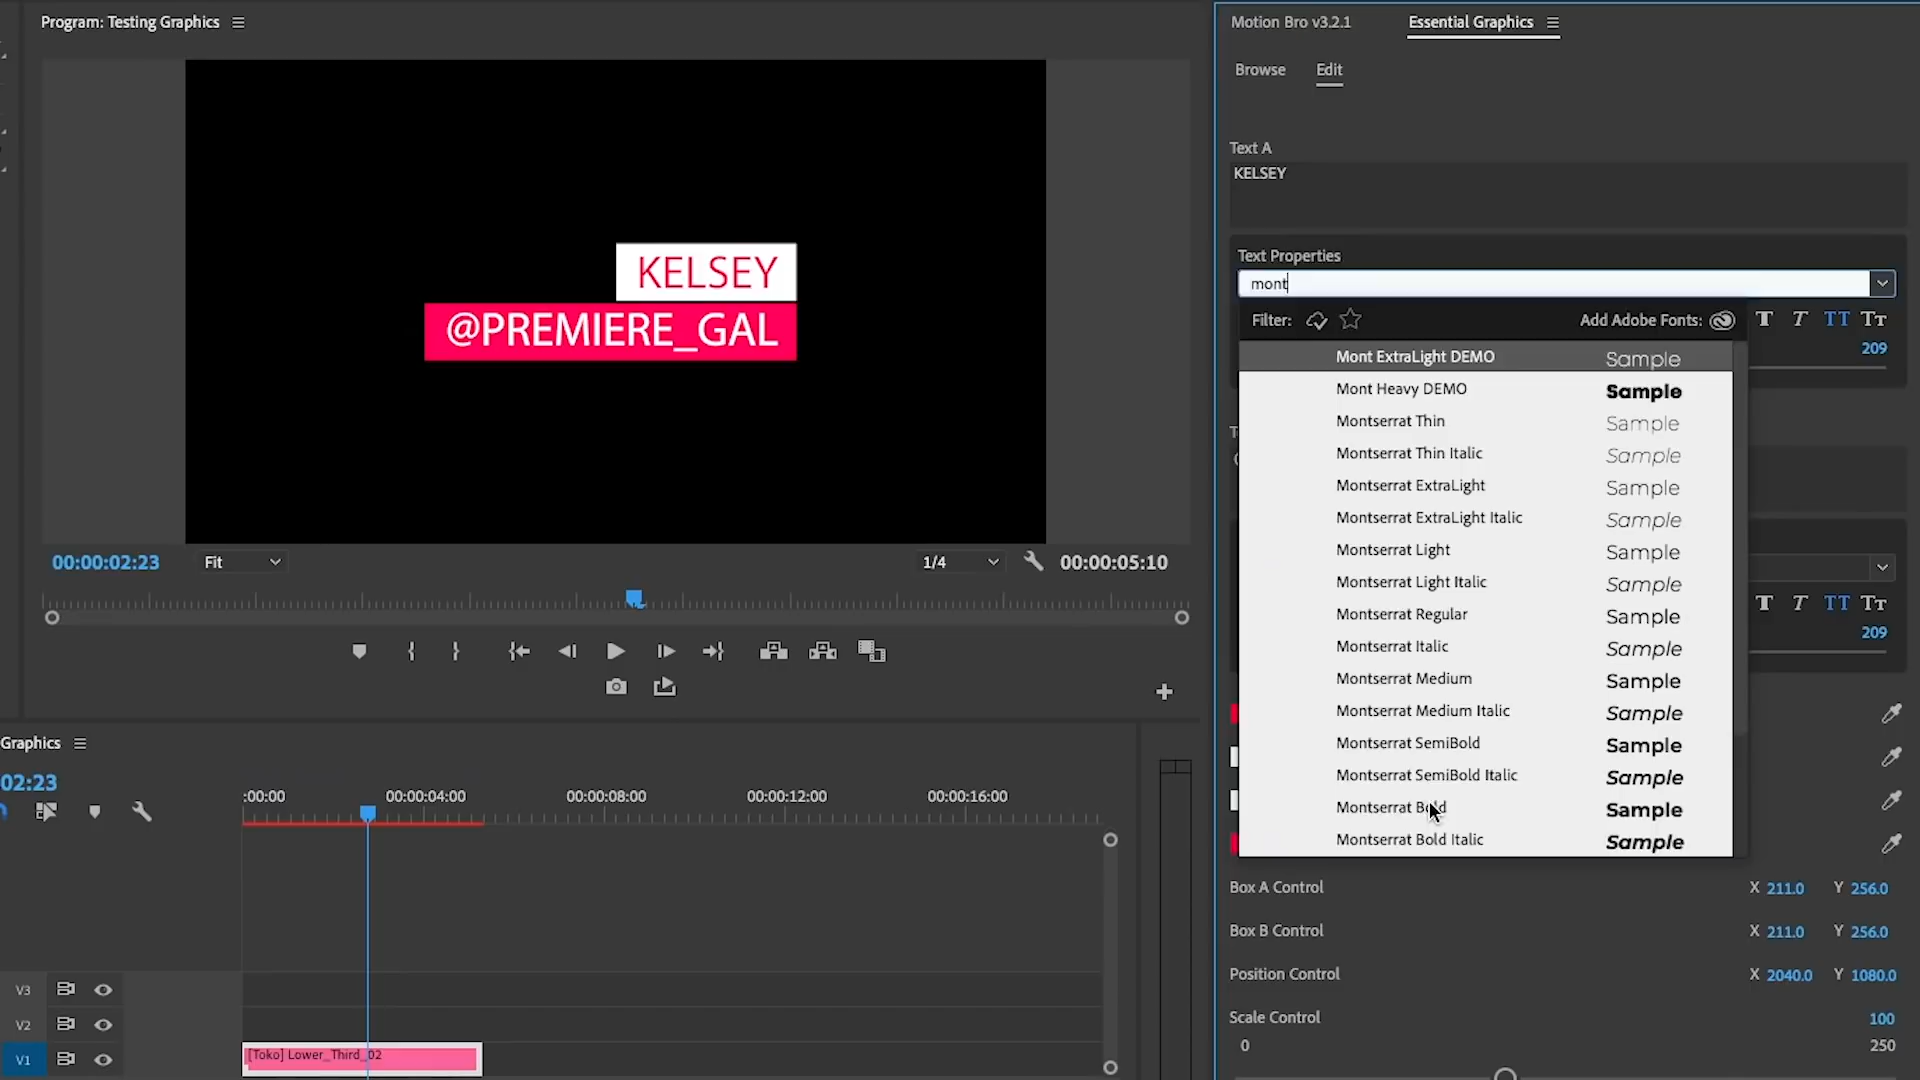 Program: Testing Graphics
KELSEY
@PREMIERE_GAL
00:00:02:23
Fit
1/4
00:00:05:10
Graphics
02:23
:00:00
00:00:04:00
00:00:08:00
00:00:12:00
00:00:16:00
V3
V2
V1
[Toko] Lower_Third_02
Motion Bro v3.2.1
Essential Graphics
Browse
Edit
Text A
KELSEY
Text Properties
mont
Filter:
Add Adobe Fonts:
T T TT Tт
209
Mont ExtraLight DEMO Sample
Mont Heavy DEMO Sample
Montserrat Thin Sample
Montserrat Thin Italic Sample
Montserrat ExtraLight Sample
Montserrat ExtraLight Italic Sample
Montserrat Light Sample
Montserrat Light Italic Sample
Montserrat Regular Sample
Montserrat Italic Sample
Montserrat Medium Sample
Montserrat Medium Italic Sample
Montserrat SemiBold Sample
Montserrat SemiBold Italic Sample
Montserrat Bold Sample
Montserrat Bold Italic Sample
T T TT Tт
209
Box A Control X 211.0 Y 256.0
Box B Control X 211.0 Y 256.0
Position Control X 2040.0 Y 1080.0
Scale Control 100
0 250